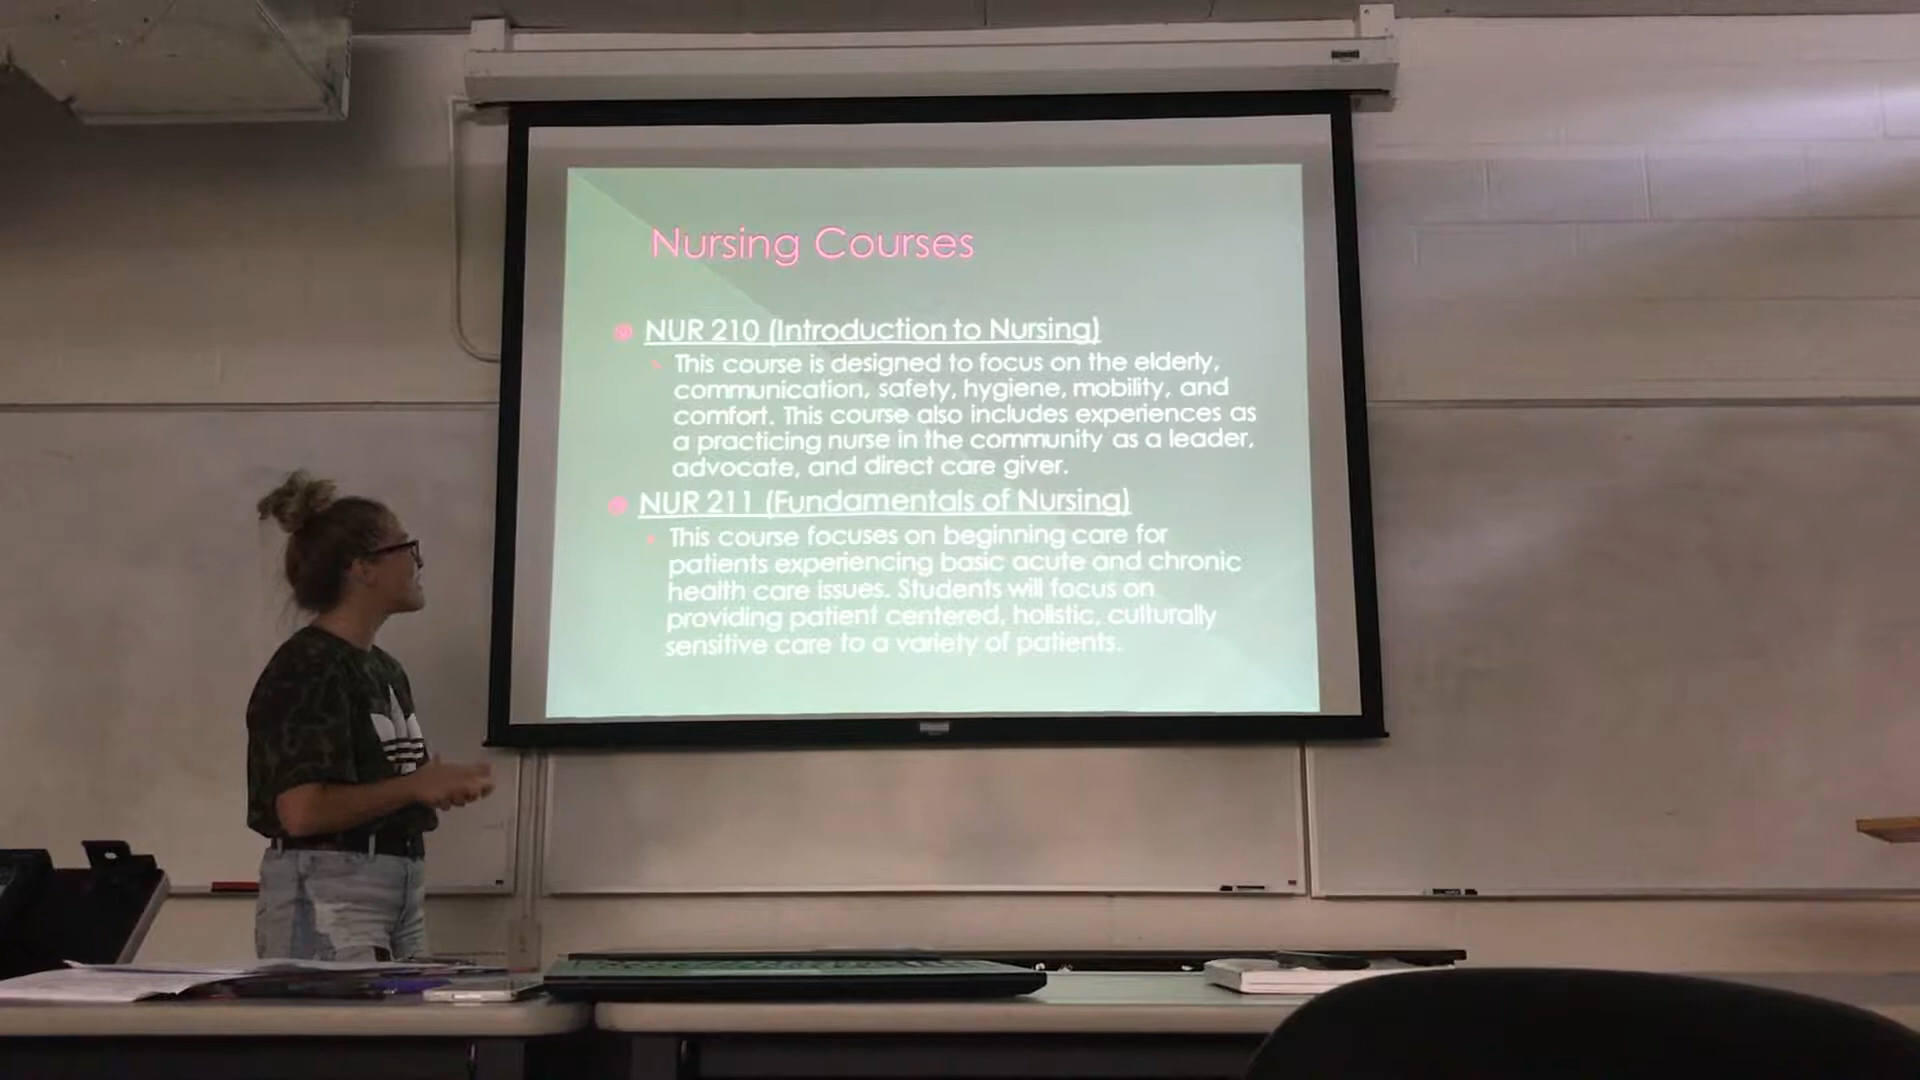 Nursing Courses
NUR 210 (Introduction to Nursing)
This course is designed to focus on the elderly,
communication, safety, hygiene, mobility, and
comfort. This course also includes experiences as
a practicing nurse in the community as a leader,
advocate, and direct care giver.
NUR 211 (Fundamentals of Nursing)
This course focuses on beginning care for
patients experiencing basic acute and chronic
health care issues. Students will focus on
providing patient centered, holistic, culturally
sensitive care to a variety of patients.